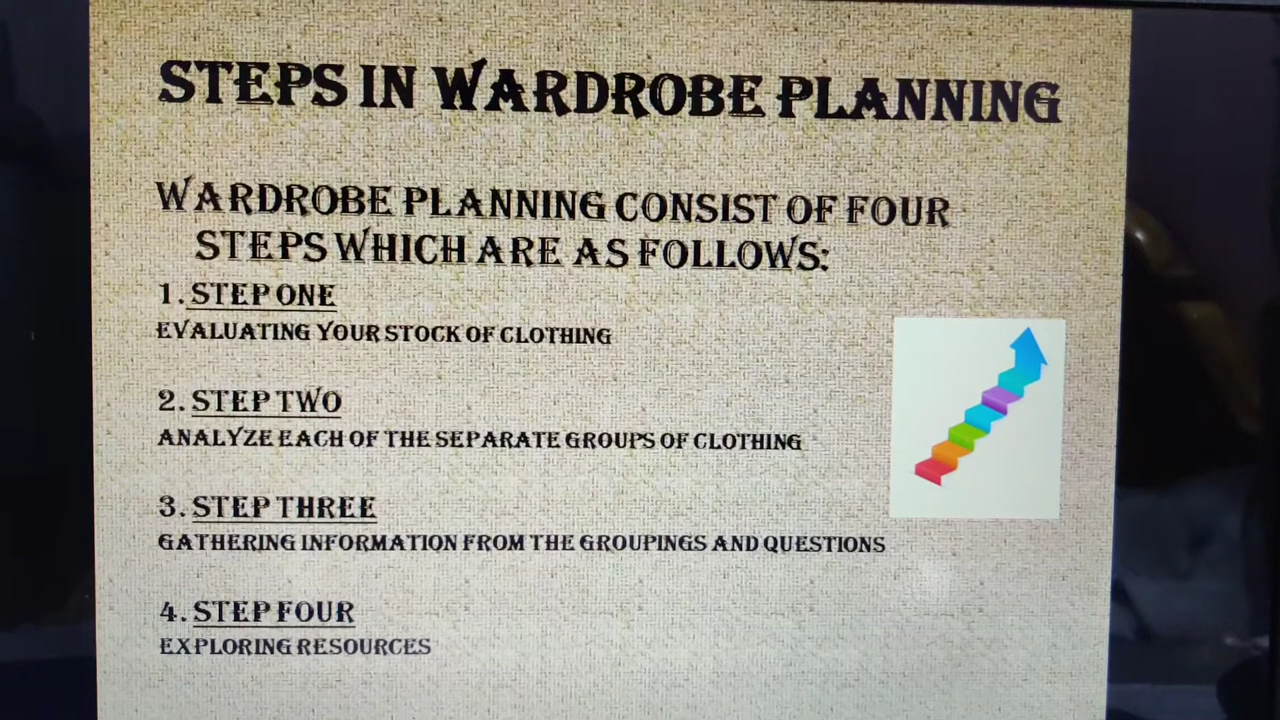 STEPS IN WARDROBE PLANNING
WARDROBE PLANNING CONSIST OF FOUR
STEPS WHICH ARE AS FOLLOWS:
1. STEP ONE
EVALUATING YOUR STOCK OF CLOTHING
2. STEP TWO
ANALYZE EACH OF THE SEPARATE GROUPS OF CLOTHING
3. STEP THREE
GATHERING INFORMATION FROM THE GROUPINGS AND QUESTIONS
4. STEP FOUR
EXPLORING RESOURCES